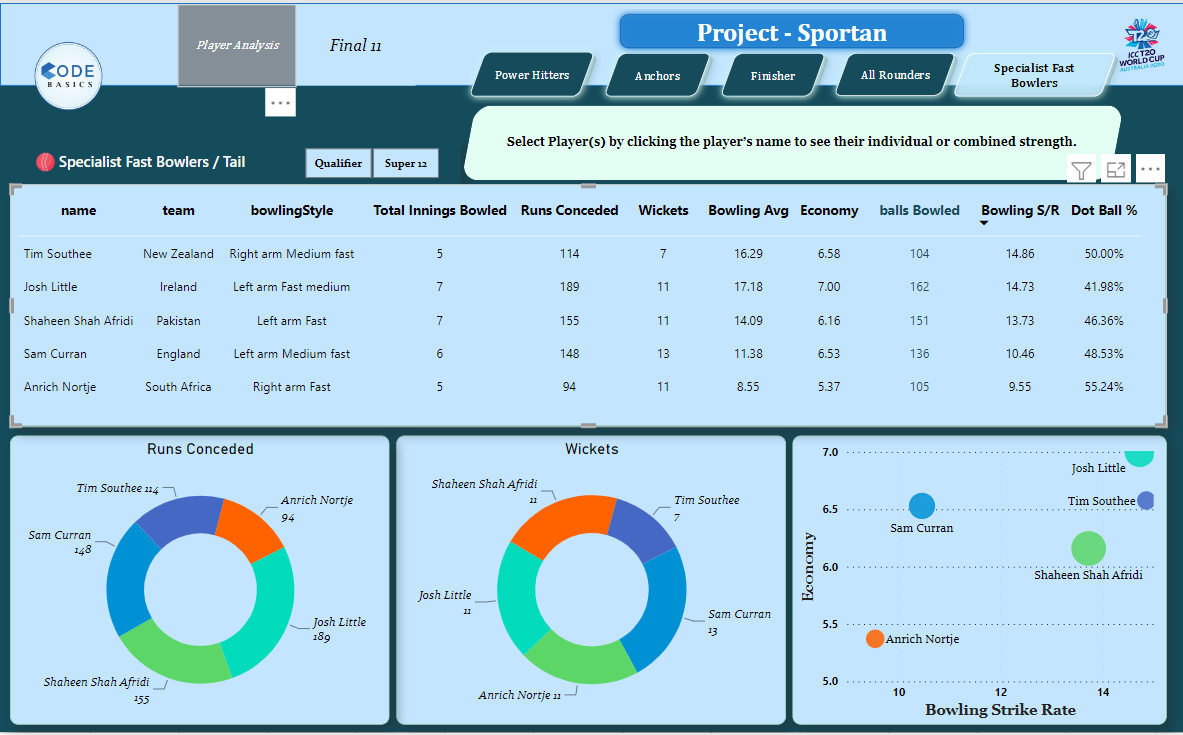 Player Analysis
Final 11
Project - Sportan
CODE
BASICS
ICC T20
WORLD CUP
AUSTRALIA 2020
Power Hitters
Anchors
Finisher
All Rounders
Specialist Fast
Bowlers
Select Player(s) by clicking the player's name to see their individual or combined strength.
Specialist Fast Bowlers / Tail
Qualifier
Super 12
name team bowlingStyle Total Innings Bowled Runs Conceded Wickets Bowling Avg Economy balls Bowled Bowling S/R Dot Ball %
Tim Southee New Zealand Right arm Medium fast 5 114 7 16.29 6.58 104 14.86 50.00%
Josh Little Ireland Left arm Fast medium 7 189 11 17.18 7.00 162 14.73 41.98%
Shaheen Shah Afridi Pakistan Left arm Fast 7 155 11 14.09 6.16 151 13.73 46.36%
Sam Curran England Left arm Medium fast 6 148 13 11.38 6.53 136 10.46 48.53%
Anrich Nortje South Africa Right arm Fast 5 94 11 8.55 5.37 105 9.55 55.24%
Runs Conceded
Tim Southee 114
Anrich Nortje
94
Sam Curran
148
Josh Little
189
Shaheen Shah Afridi
155
Wickets
Shaheen Shah Afridi
11
Tim Southee
7
Josh Little
11
Sam Curran
13
Anrich Nortje 11
7.0
Josh Little
Tim Southee
6.5
Sam Curran
Economy
6.0
Shaheen Shah Afridi
5.5
Anrich Nortje
5.0
10 12 14
Bowling Strike Rate